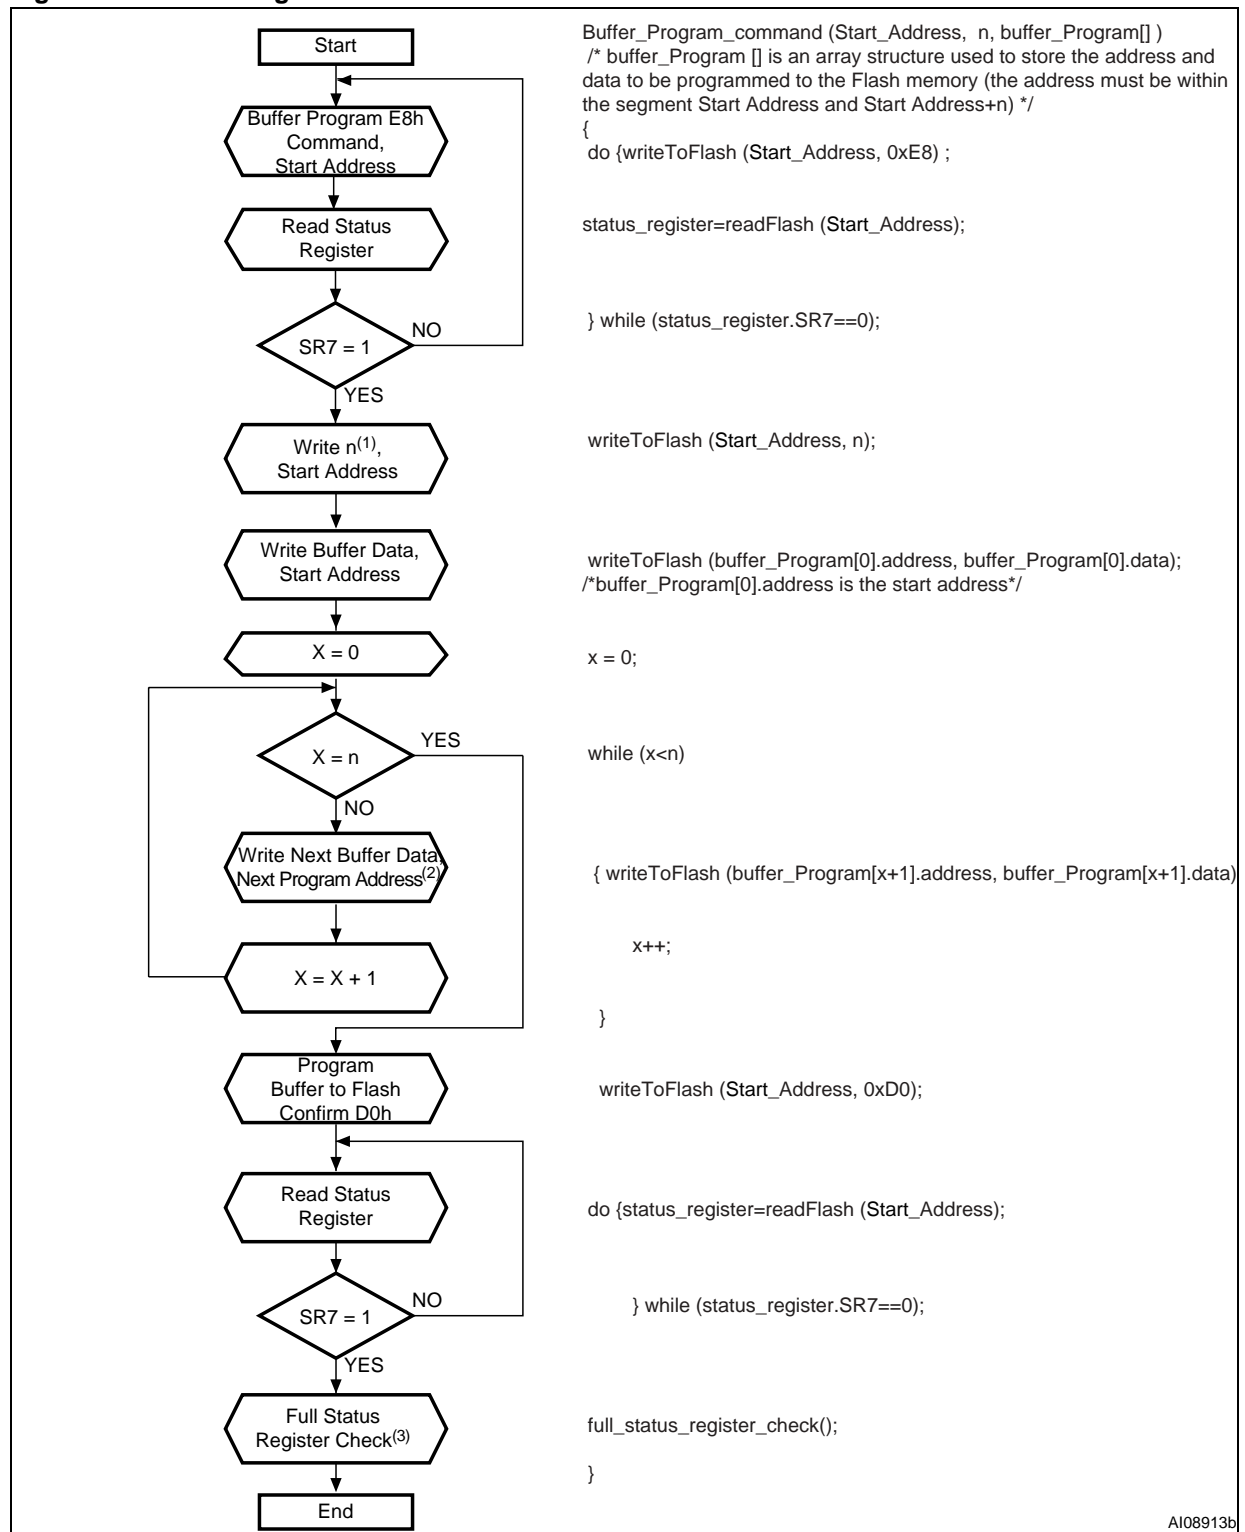 Start
Buffer Program E8h
Command,
Start Address
Read Status
Register
SR7 = 1
NO
YES
Write n(1),
Start Address
Write Buffer Data,
Start Address
X = 0
X = n
YES
NO
Write Next Buffer Data,
Next Program Address(2)
X = X + 1
Program
Buffer to Flash
Confirm D0h
Read Status
Register
SR7 = 1
NO
YES
Full Status
Register Check(3)
End
Buffer_Program_command (Start_Address, n, buffer_Program[] )
/* buffer_Program [] is an array structure used to store the address and
data to be programmed to the Flash memory (the address must be within
the segment Start Address and Start Address+n) */
{
do {writeToFlash (Start_Address, 0xE8) ;
status_register=readFlash (Start_Address);
} while (status_register.SR7==0);
writeToFlash (Start_Address, n);
writeToFlash (buffer_Program[0].address, buffer_Program[0].data);
/*buffer_Program[0].address is the start address*/
x = 0;
while (x<n)
{ writeToFlash (buffer_Program[x+1].address, buffer_Program[x+1].data)
x++;
}
writeToFlash (Start_Address, 0xD0);
do {status_register=readFlash (Start_Address);
} while (status_register.SR7==0);
full_status_register_check();
}
AI08913b